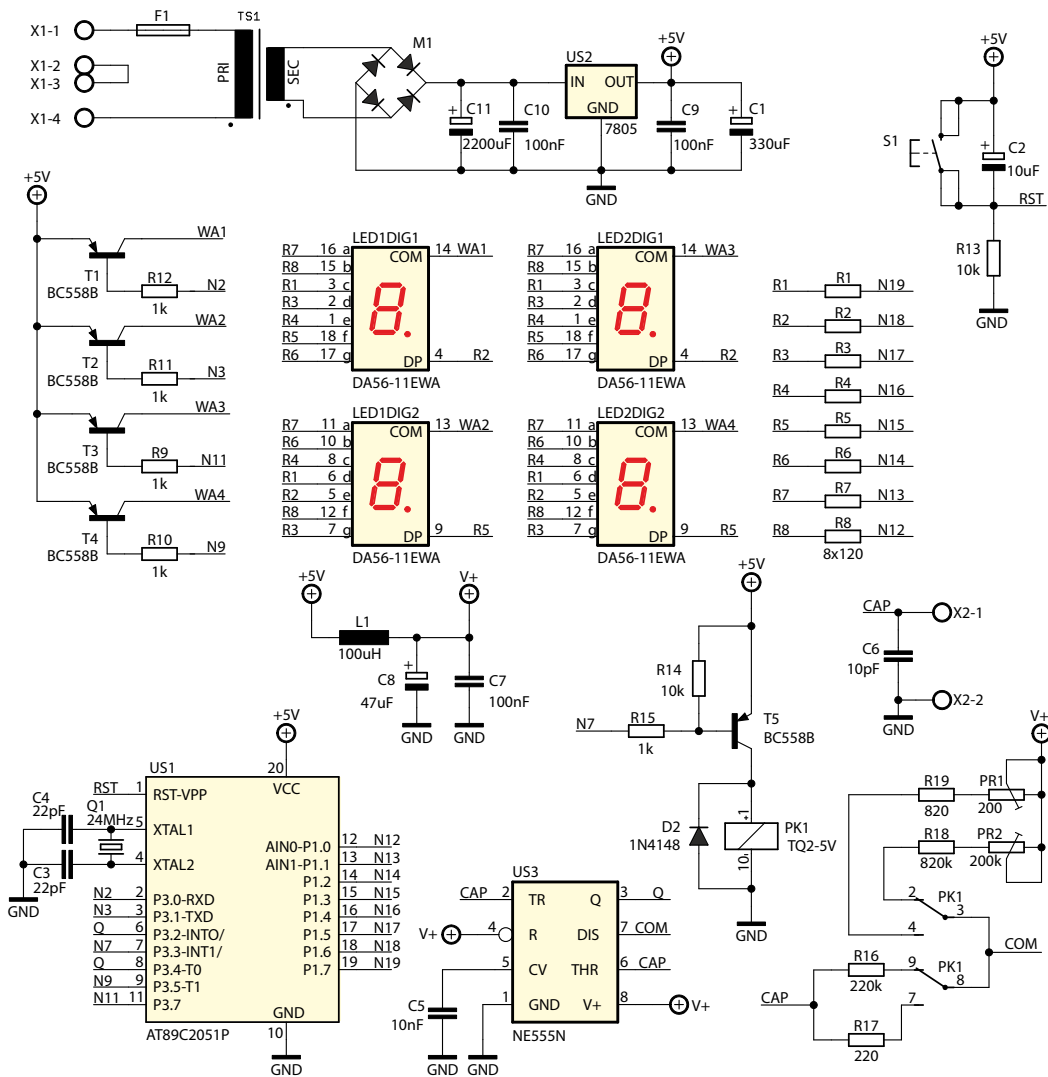 X1-1
F1
TS1
M1
X1-2
X1-3
PRI
SEC
X1-4
US2
IN OUT
GND
7805
+5V
+
C11
2200uF
C10
100nF
C9
100nF
+
C1
330uF
GND
+5V
S1
+
C2
10uF
RST
R13
10k
GND
+5V
WA1
T1
BC558B
R12
1k
N2
WA2
T2
BC558B
R11
1k
N3
WA3
T3
BC558B
R9
1k
N11
WA4
T4
BC558B
R10
1k
N9
LED1DIG1
R7 16 a
COM
14 WA1
R8 15 b
R1 3 c
R3 2 d
R4 1 e
R5 18 f
R6 17 g
8.
DP
4 R2
DA56-11EWA
LED2DIG1
R7 16 a
COM
14 WA3
R8 15 b
R1 3 c
R3 2 d
R4 1 e
R5 18 f
R6 17 g
8.
DP
4 R2
DA56-11EWA
LED1DIG2
R7 11 a
COM
13 WA2
R6 10 b
R4 8 c
R1 6 d
R2 5 e
R8 12 f
R3 7 g
8.
DP
9 R5
DA56-11EWA
LED2DIG2
R7 11 a
COM
13 WA4
R6 10 b
R4 8 c
R1 6 d
R2 5 e
R8 12 f
R3 7 g
8.
DP
9 R5
DA56-11EWA
R1 R1 N19
R2 R2 N18
R3 R3 N17
R4 R4 N16
R5 R5 N15
R6 R6 N14
R7 R7 N13
R8 R8 N12
8x120
+5V
V+
L1
100uH
+
C8
47uF
C7
100nF
GND
GND
+5V
R14
10k
N7
R15
1k
T5
BC558B
D2
1N4148
1
10
PK1
TQ2-5V
GND
CAP
X2-1
C6
10pF
X2-2
GND
+5V
US1
20
VCC
RST 1 RST-VPP
C4
22pF
Q1
24MHz
5 XTAL1
4 XTAL2
C3
22pF
GND
N2 2 P3.0-RXD
N3 3 P3.1-TXD
Q 6 P3.2-INTO/
N7 7 P3.3-INT1/
Q 8 P3.4-T0
N9 9 P3.5-T1
N11 11 P3.7
AIN0-P1.0 12 N12
AIN1-P1.1 13 N13
P1.2 14 N14
P1.3 15 N15
P1.4 16 N16
P1.5 17 N17
P1.6 18 N18
P1.7 19 N19
GND
10
AT89C2051P
GND
US3
CAP 2 TR
Q 3 Q
V+ 4 R
DIS 7 COM
5 CV
THR 6 CAP
1 GND
V+ 8 V+
C5
10nF
NE555N
GND
GND
V+
R19
820
PR1
200
R18
820k
PR2
200k
2
PK1
3
4
COM
R16
220k
9
PK1
8
CAP
7
R17
220